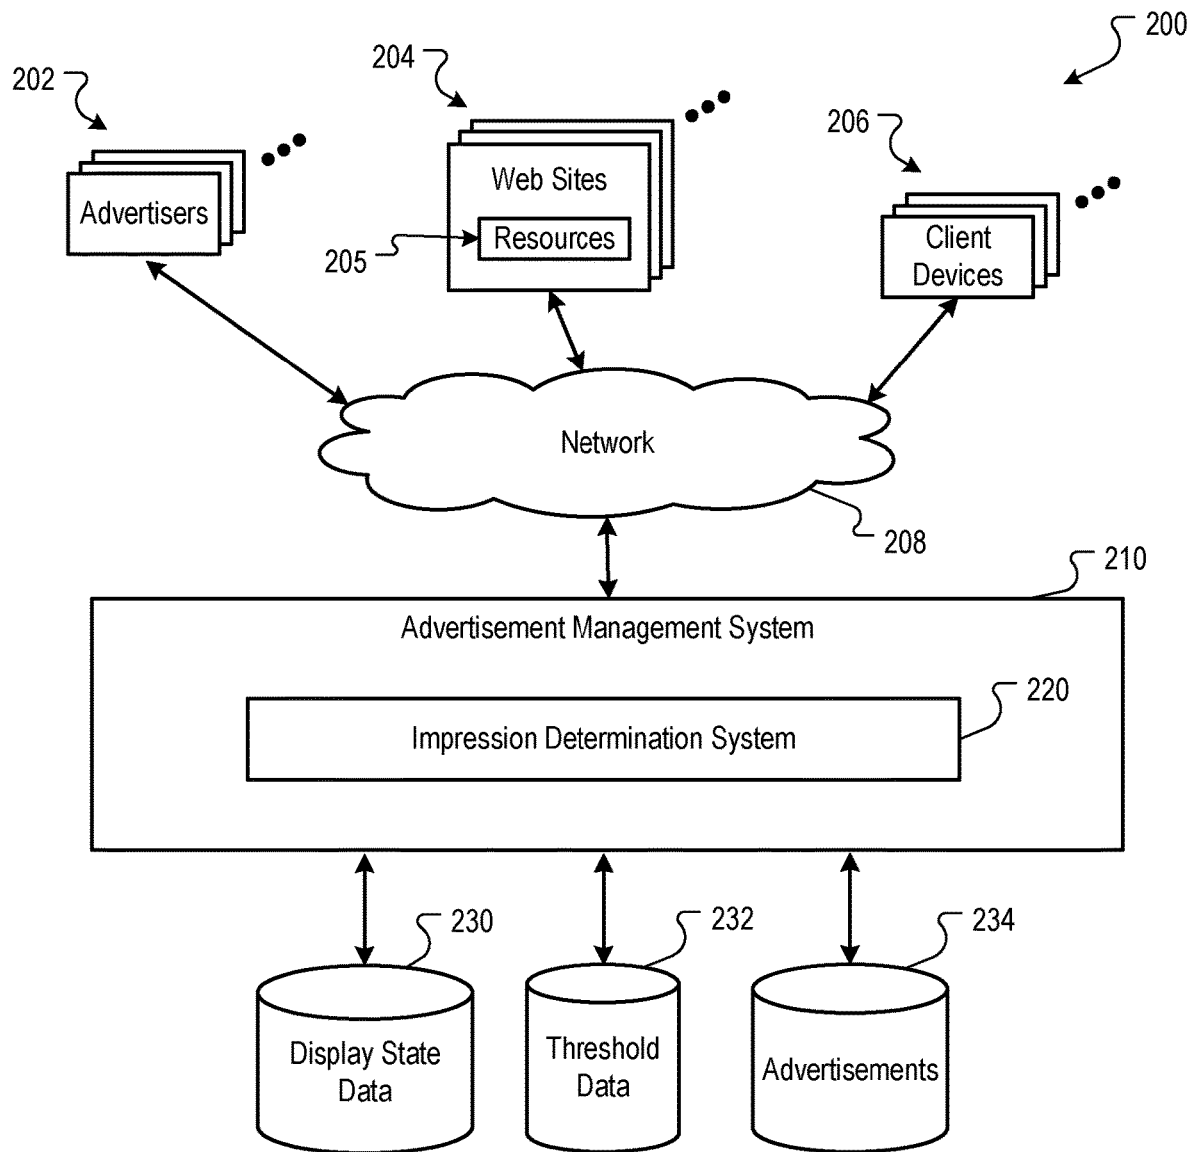 200
202
204
206
Advertisers
Web Sites
205
Resources
Client
Devices
Network
208
210
Advertisement Management System
220
Impression Determination System
230
232
234
Display State
Data
Threshold
Data
Advertisements